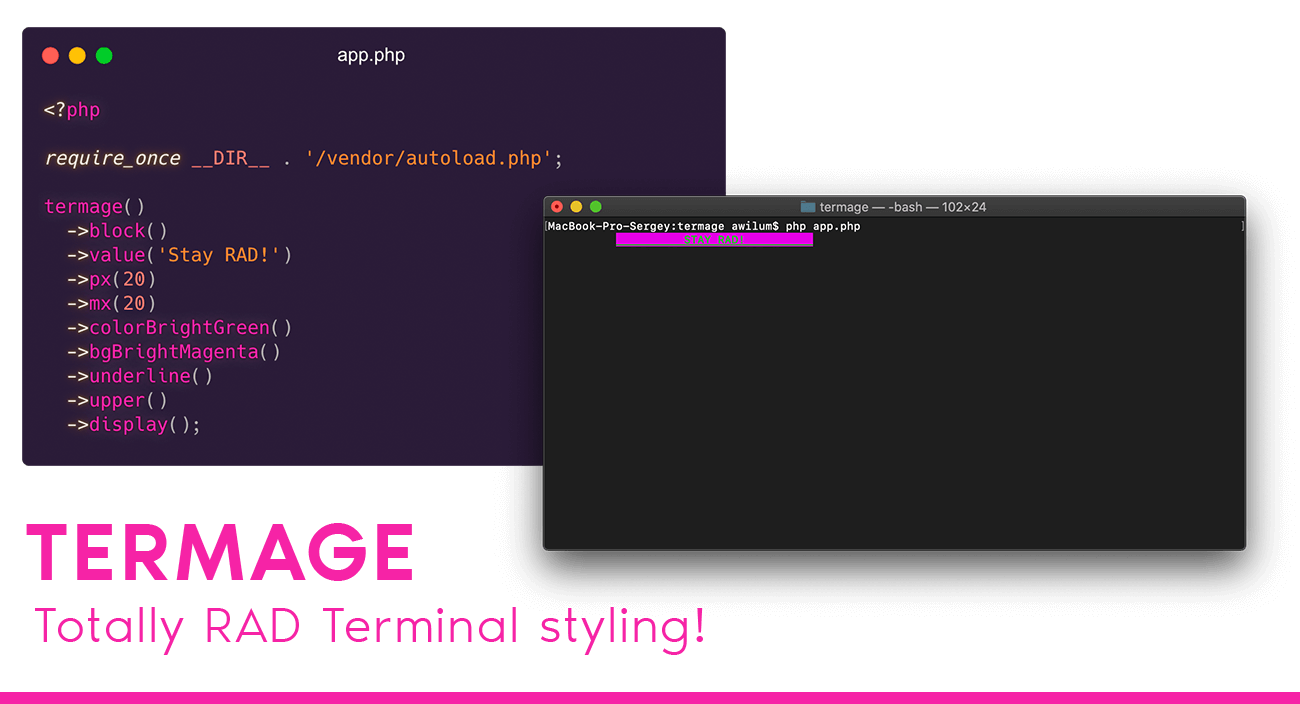 app.php
<?php
require_once __DIR__ . '/vendor/autoload.php';
termage()
->block()
->value('Stay RAD!')
->px(20)
->mx(20)
->colorBrightGreen()
->bgBrightMagenta()
->underline()
->upper()
->display();
termage — -bash — 102×24
[MacBook-Pro-Sergey:termage awilum$ php app.php ]
STAY RAD!
TERMAGE
Totally RAD Terminal styling!